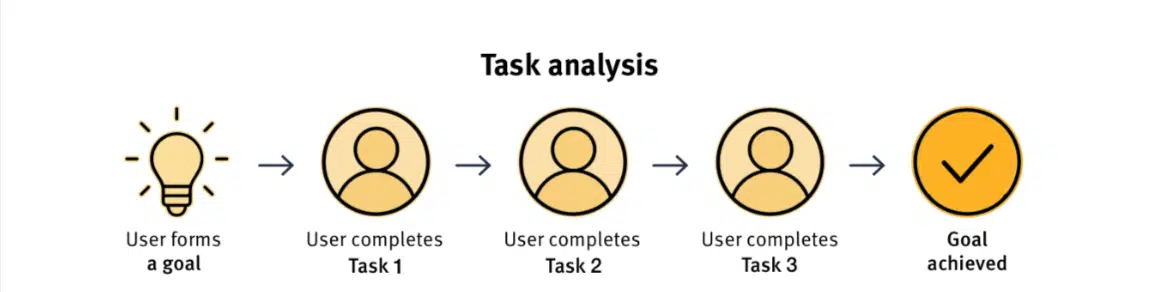 Task analysis
User forms
a goal
User completes
Task 1
User completes
Task 2
User completes
Task 3
Goal
achieved